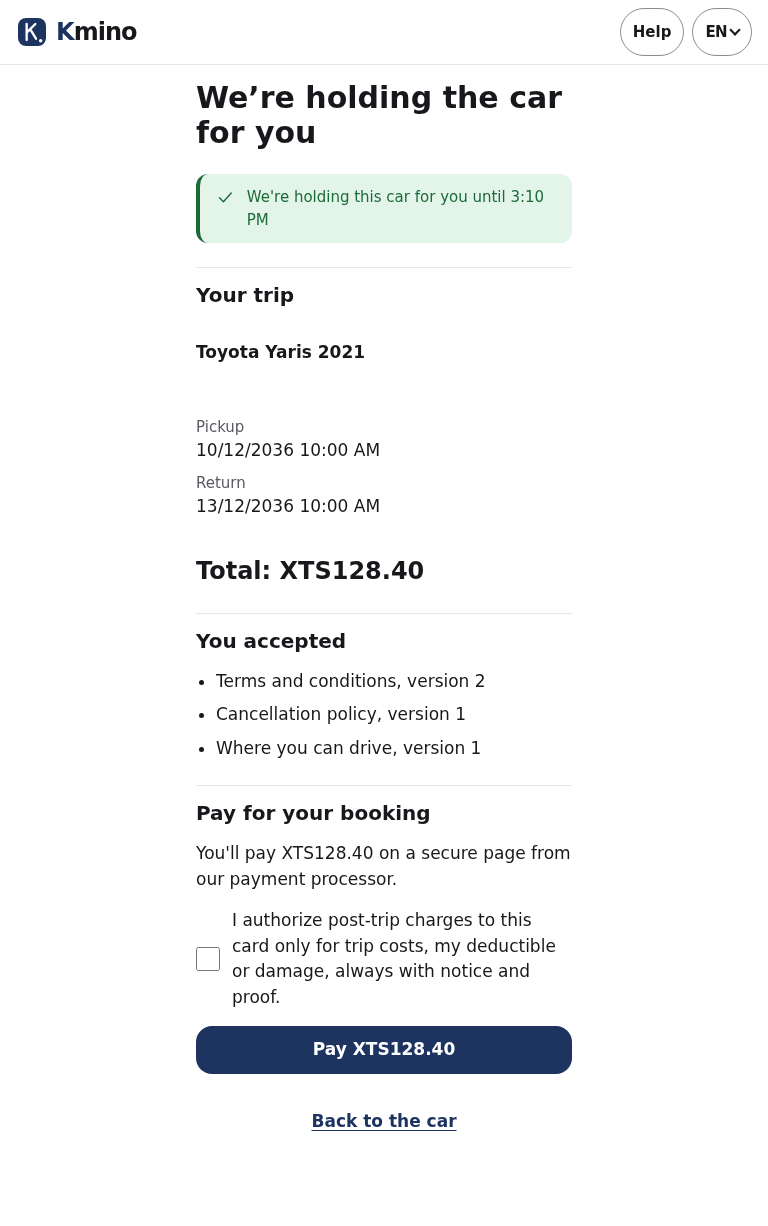 K. Kmino
Help
EN
We’re holding the car
for you
We're holding this car for you until 3:10
PM
Your trip
Toyota Yaris 2021
Pickup
10/12/2036 10:00 AM
Return
13/12/2036 10:00 AM
Total: XTS128.40
You accepted
• Terms and conditions, version 2
• Cancellation policy, version 1
• Where you can drive, version 1
Pay for your booking
You'll pay XTS128.40 on a secure page from
our payment processor.
I authorize post-trip charges to this
card only for trip costs, my deductible
or damage, always with notice and
proof.
Pay XTS128.40
Back to the car